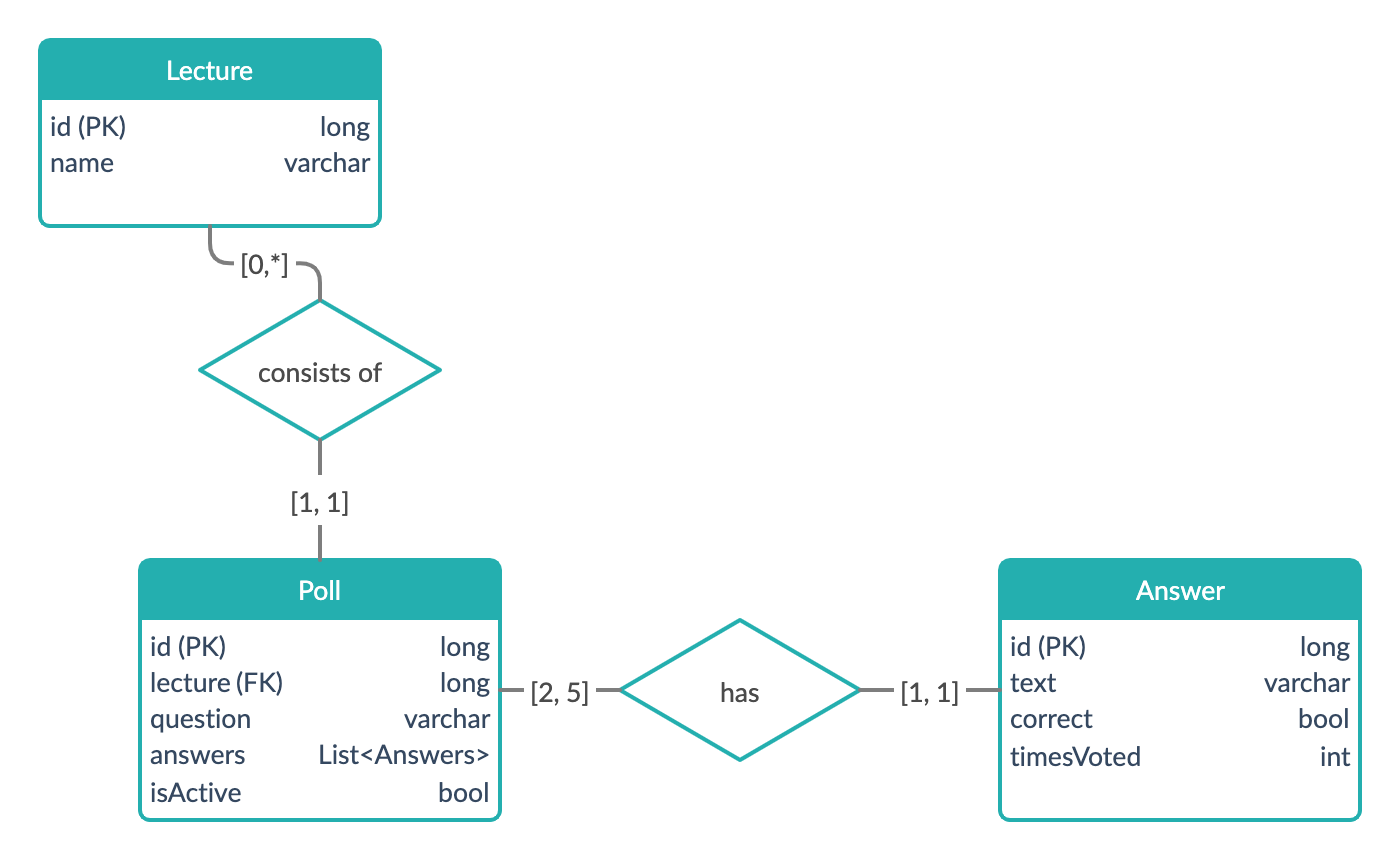 Lecture
id (PK) long
name varchar
[0,*]
consists of
[1, 1]
Poll
id (PK) long
lecture (FK) long
question varchar
answers List<Answers>
isActive bool
[2, 5]
has
[1, 1]
Answer
id (PK) long
text varchar
correct bool
timesVoted int